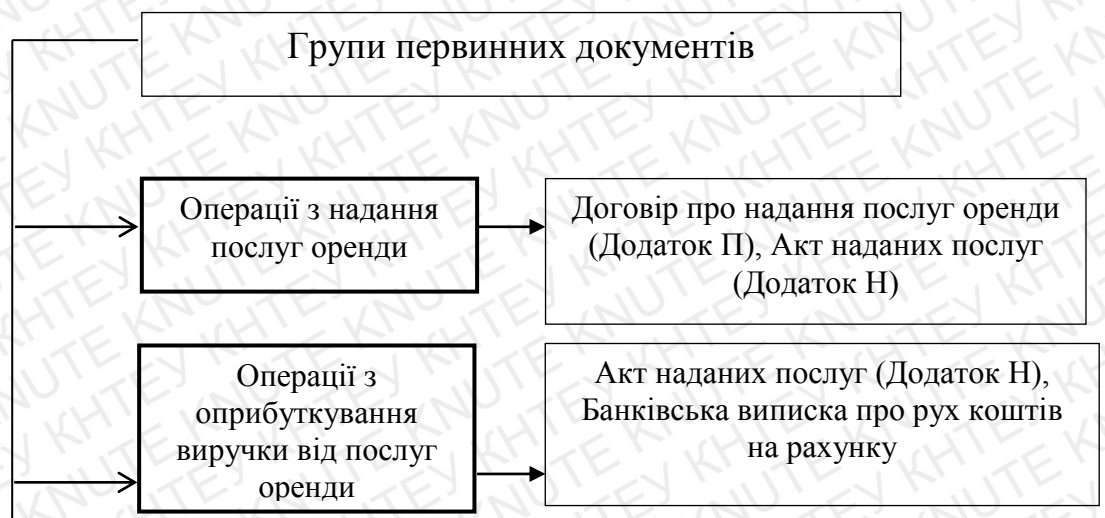 Групи первинних документів
Операції з надання
послуг оренди
Договір про надання послуг оренди
(Додаток П), Акт наданих послуг
(Додаток Н)
Операції з
оприбуткування
виручки від послуг
оренди
Акт наданих послуг (Додаток Н),
Банківська виписка про рух коштів
на рахунку